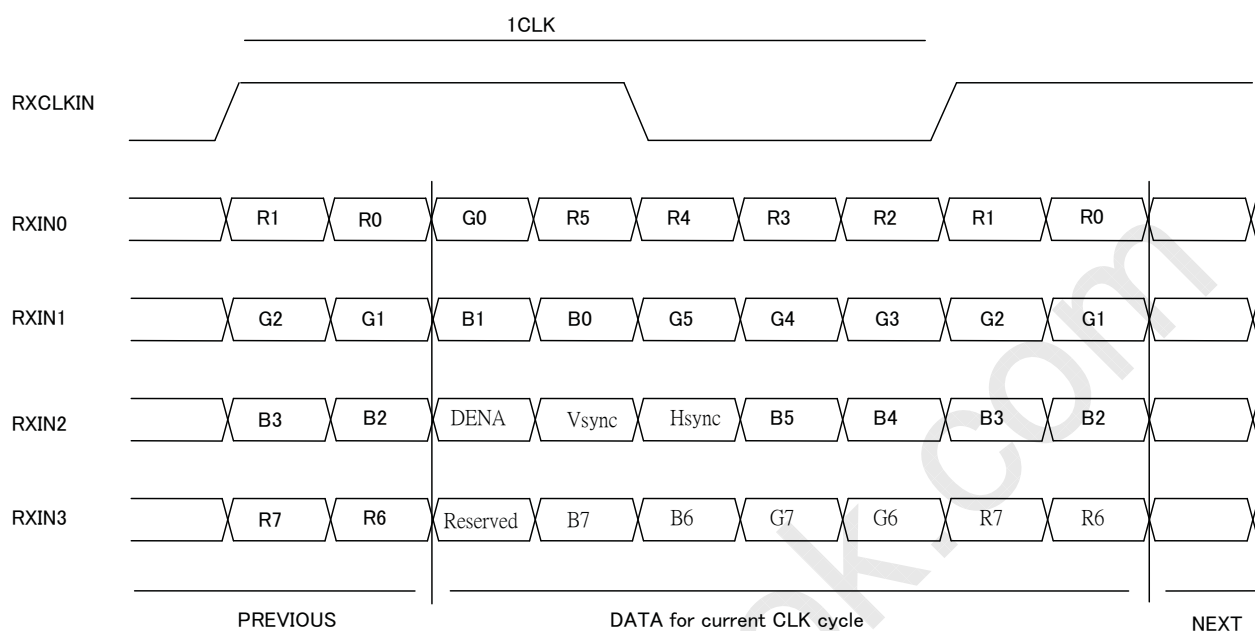 1CLK
RXCLKIN
RXIN0 R1 R0 G0 R5 R4 R3 R2 R1 R0
RXIN1 G2 G1 B1 B0 G5 G4 G3 G2 G1
RXIN2 B3 B2 DENA Vsync Hsync B5 B4 B3 B2
RXIN3 R7 R6 Reserved B7 B6 G7 G6 R7 R6
PREVIOUS DATA for current CLK cycle NEXT